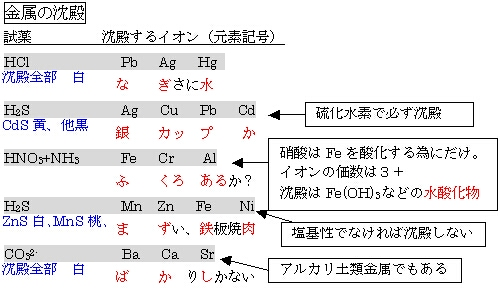 金属の沈殿
試薬 沈殿するイオン（元素記号）
HCl Pb Ag Hg
沈殿全部 白 な ぎさに水
H2S Ag Cu Pb Cd
CdS 黄、他黒 銀 カッ プ か
硫化水素で必ず沈殿
HNO3+NH3 Fe Cr Al
ふ くろ あるか？
硝酸は Fe を酸化する為にだけ。
イオンの価数は３＋
沈殿は Fe(OH)3などの水酸化物
H2S Mn Zn Fe Ni
ZnS 白、MnS 桃、 ま ずい、鉄板焼肉
塩基性でなければ沈殿しない
CO32- Ba Ca Sr
沈殿全部 白 ば か りしかない
アルカリ土類金属でもある